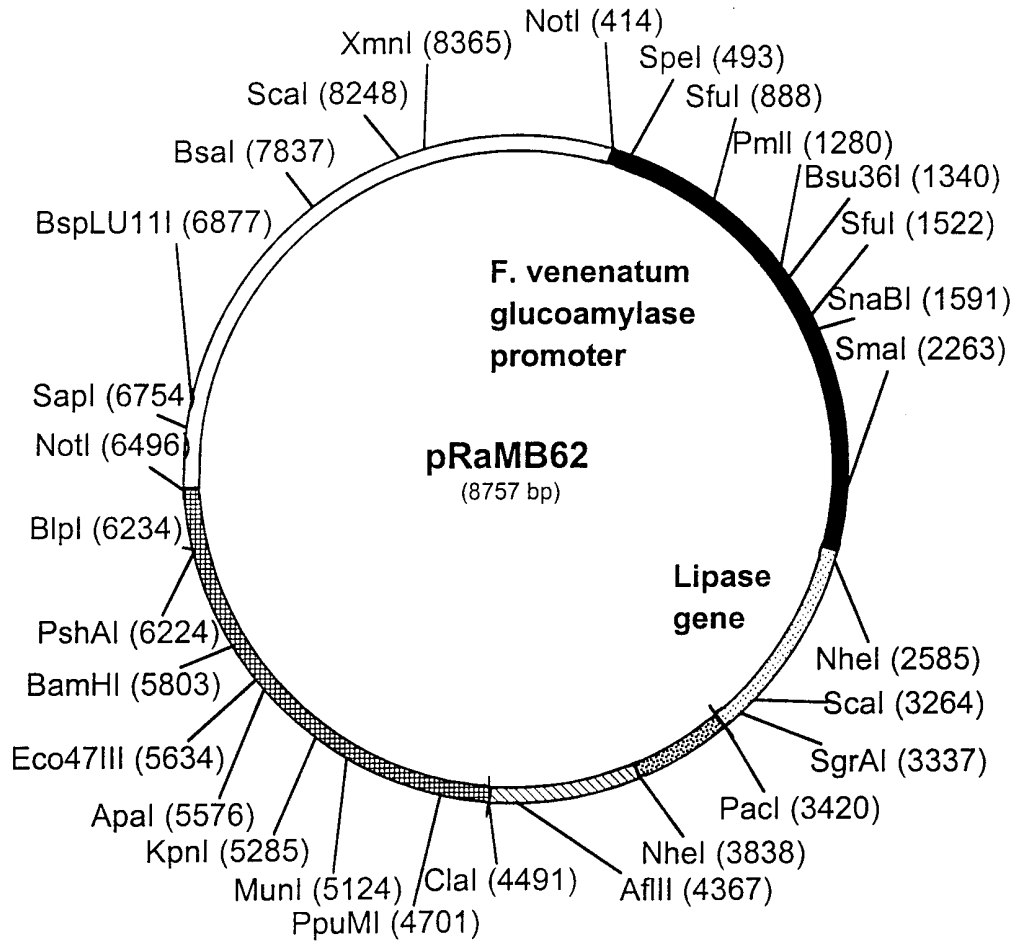 NotI (414)
XmnI (8365)
SpeI (493)
ScaI (8248)
SfuI (888)
PmlI (1280)
BsaI (7837)
Bsu36I (1340)
BspLU11I (6877)
SfuI (1522)
F. venenatum
glucoamylase
promoter
SnaBI (1591)
SmaI (2263)
SapI (6754)
NotI (6496)
pRaMB62
(8757 bp)
BlpI (6234)
Lipase
gene
PshAI (6224)
NheI (2585)
BamHI (5803)
ScaI (3264)
Eco47III (5634)
SgrAI (3337)
ApaI (5576)
PacI (3420)
KpnI (5285)
NheI (3838)
MunI (5124)
ClaI (4491)
AflII (4367)
PpuMI (4701)